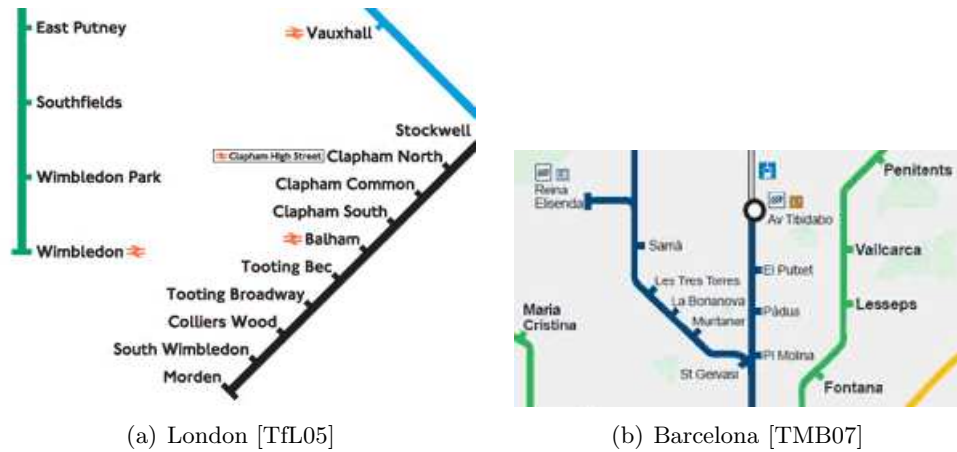 East Putney
Vauxhall
Southfields
Stockwell
Clapham High Street
Clapham North
Wimbledon Park
Clapham Common
Clapham South
Wimbledon
Balham
Tooting Bec
Tooting Broadway
Colliers Wood
South Wimbledon
Morden
(a) London [TfL05]
Penitents
Reina
Elisenda
Av Tibidabo
Sarrià
Vallcarca
El Putxet
Les Tres Torres
La Bonanova
Lesseps
Maria
Cristina
Pàdua
Muntaner
Pl Molina
St Gervasi
Fontana
(b) Barcelona [TMB07]